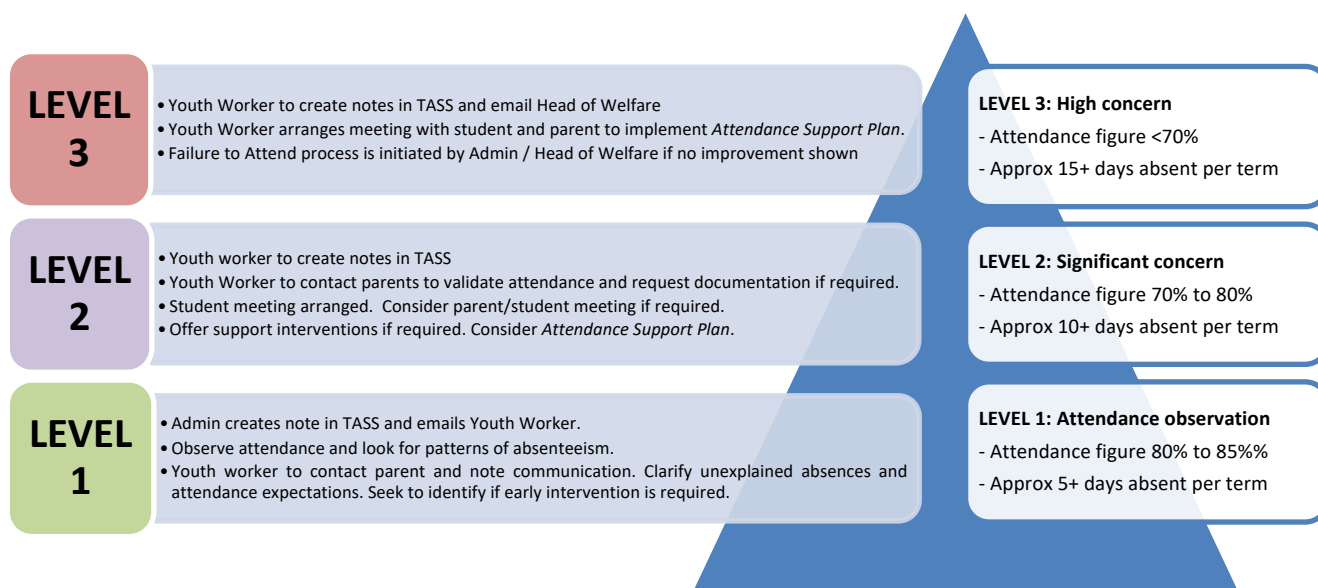 LEVEL
3
• Youth Worker to create notes in TASS and email Head of Welfare
• Youth Worker arranges meeting with student and parent to implement Attendance Support Plan.
• Failure to Attend process is initiated by Admin / Head of Welfare if no improvement shown
LEVEL 3: High concern
- Attendance figure <70%
- Approx 15+ days absent per term
LEVEL
2
• Youth worker to create notes in TASS
• Youth Worker to contact parents to validate attendance and request documentation if required.
• Student meeting arranged.  Consider parent/student meeting if required.
• Offer support interventions if required. Consider Attendance Support Plan.
LEVEL 2: Significant concern
- Attendance figure 70% to 80%
- Approx 10+ days absent per term
LEVEL
1
• Admin creates note in TASS and emails Youth Worker.
• Observe attendance and look for patterns of absenteeism.
• Youth worker to contact parent and note communication. Clarify unexplained absences and
attendance expectations. Seek to identify if early intervention is required.
LEVEL 1: Attendance observation
- Attendance figure 80% to 85%%
- Approx 5+ days absent per term